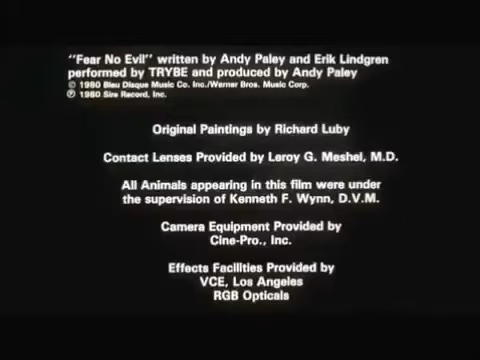 "Fear No Evil" written by Andy Paley and Erik Lindgren
performed by TRYBE and produced by Andy Paley
© 1980 Bleu Disque Music Co. Inc./Warner Bros. Music Corp.
℗ 1980 Sire Record, Inc.
Original Paintings by Richard Luby
Contact Lenses Provided by Leroy G. Meshel, M.D.
All Animals appearing in this film were under
the supervision of Kenneth F. Wynn, D.V.M.
Camera Equipment Provided by
Cine-Pro., Inc.
Effects Facilities Provided by
VCE, Los Angeles
RGB Opticals